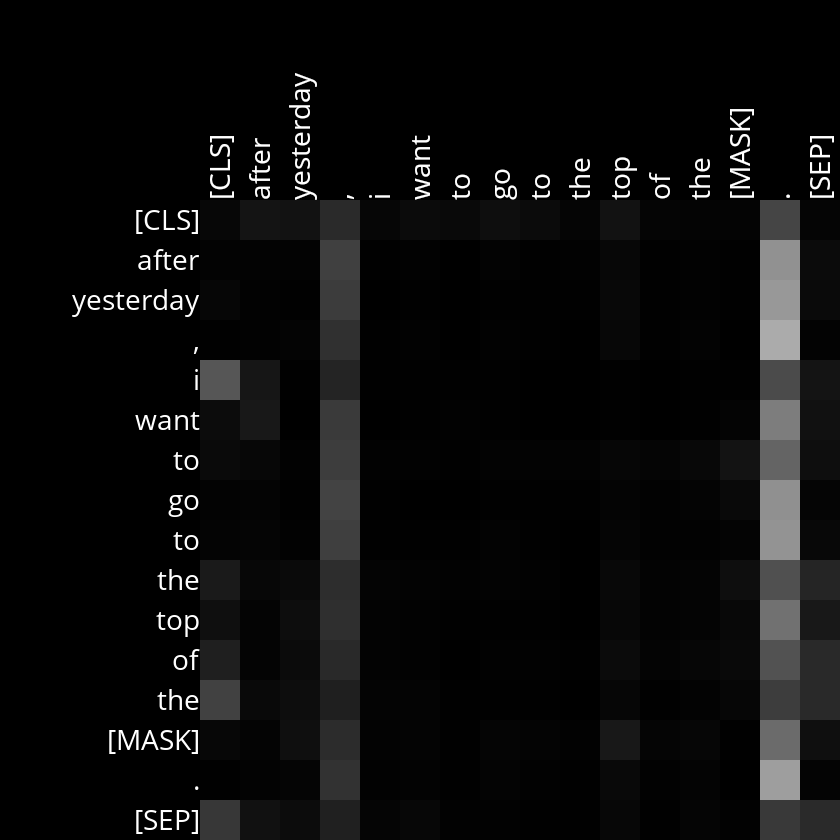 [CLS] after yesterday , i want to go to the top of the [MASK] . [SEP]
[CLS]
after
yesterday
,
i
want
to
go
to
the
top
of
the
[MASK]
.
[SEP]